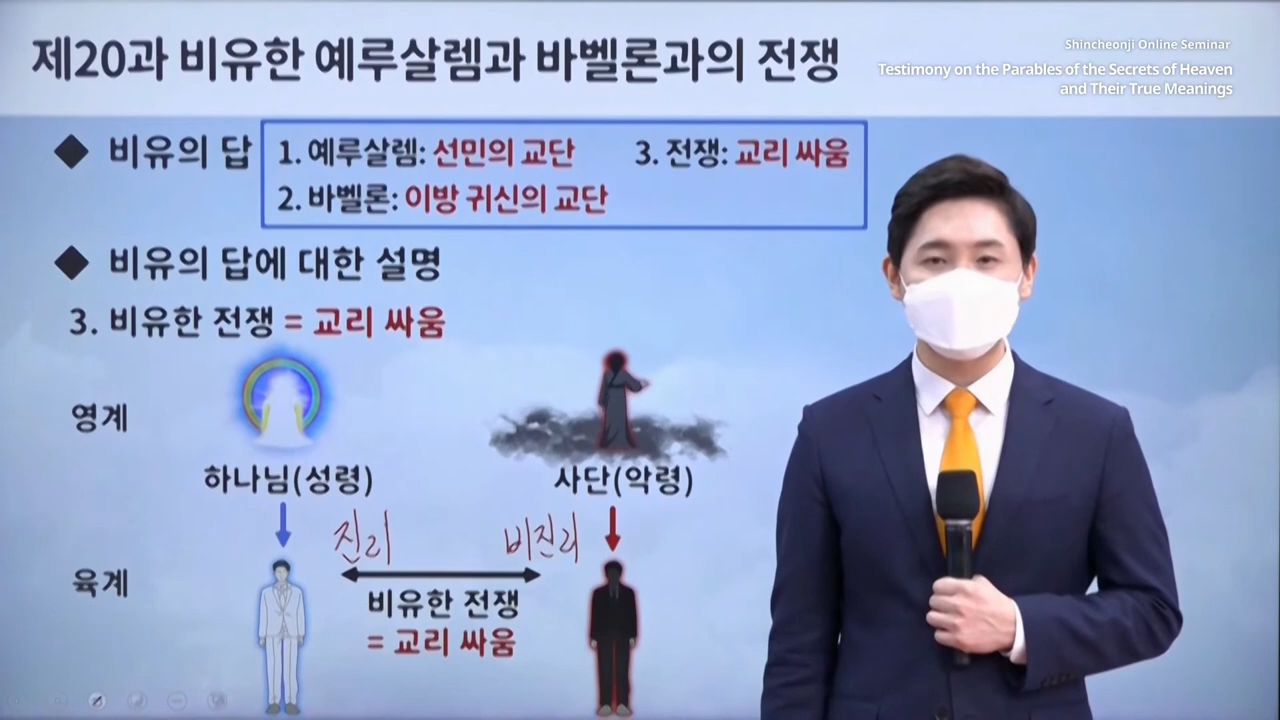 제20과 비유한 예루살렘과 바벨론과의 전쟁
Shincheonji Online Seminar
Testimony on the Parables of the Secrets of Heaven
and Their True Meanings
◆ 비유의 답
1. 예루살렘: 선민의 교단
3. 전쟁: 교리 싸움
2. 바벨론: 이방 귀신의 교단
◆ 비유의 답에 대한 설명
3. 비유한 전쟁 = 교리 싸움
영계
하나님(성령)
사단(악령)
진리
비진리
육계
비유한 전쟁
= 교리 싸움